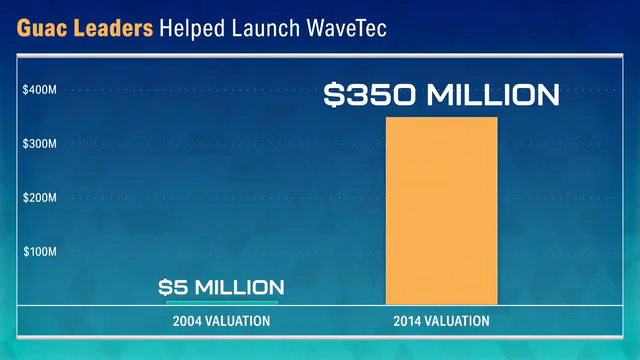 Guac Leaders Helped Launch WaveTec
$400M
$350 MILLION
$300M
$200M
$100M
$5 MILLION
2004 VALUATION
2014 VALUATION